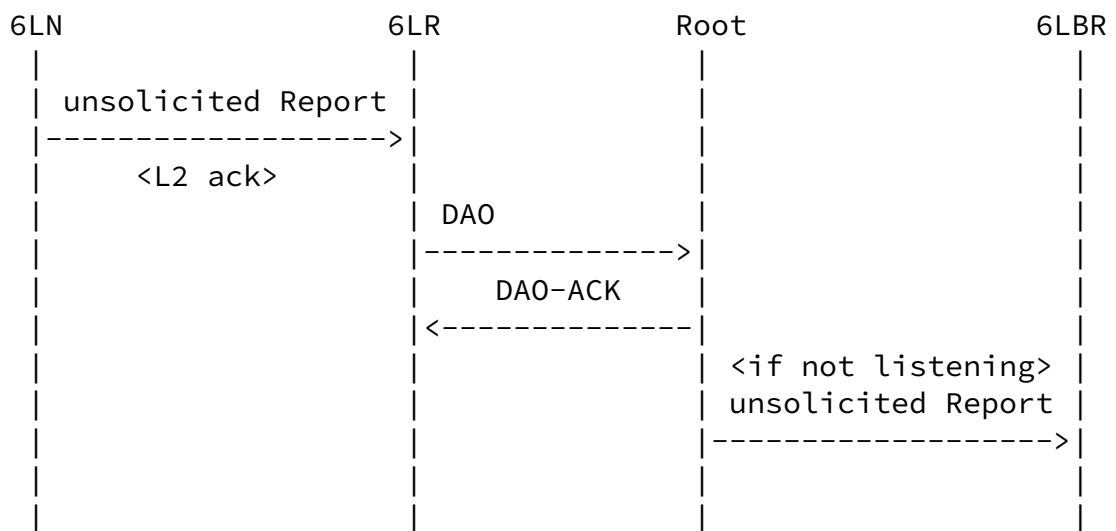 6LN 6LR Root 6LBR
unsolicited Report
<L2 ack>
DAO
DAO-ACK
<if not listening>
unsolicited Report